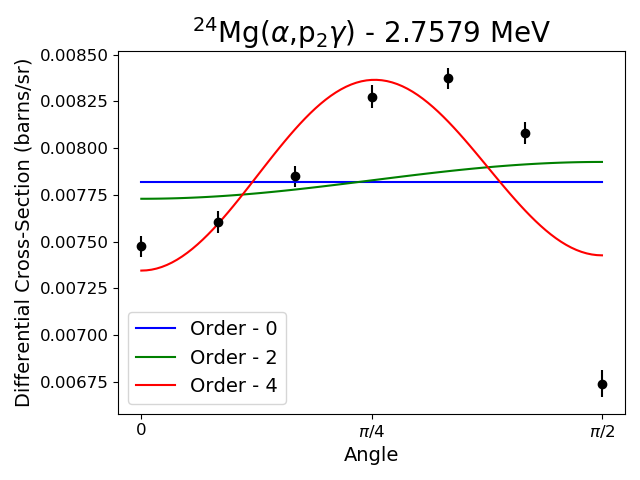 ²⁴Mg(α,p₂γ) - 2.7579 MeV
Differential Cross-Section (barns/sr)
0.00850
0.00825
0.00800
0.00775
0.00750
0.00725
0.00700
0.00675
Order - 0
Order - 2
Order - 4
0
π/4
π/2
Angle